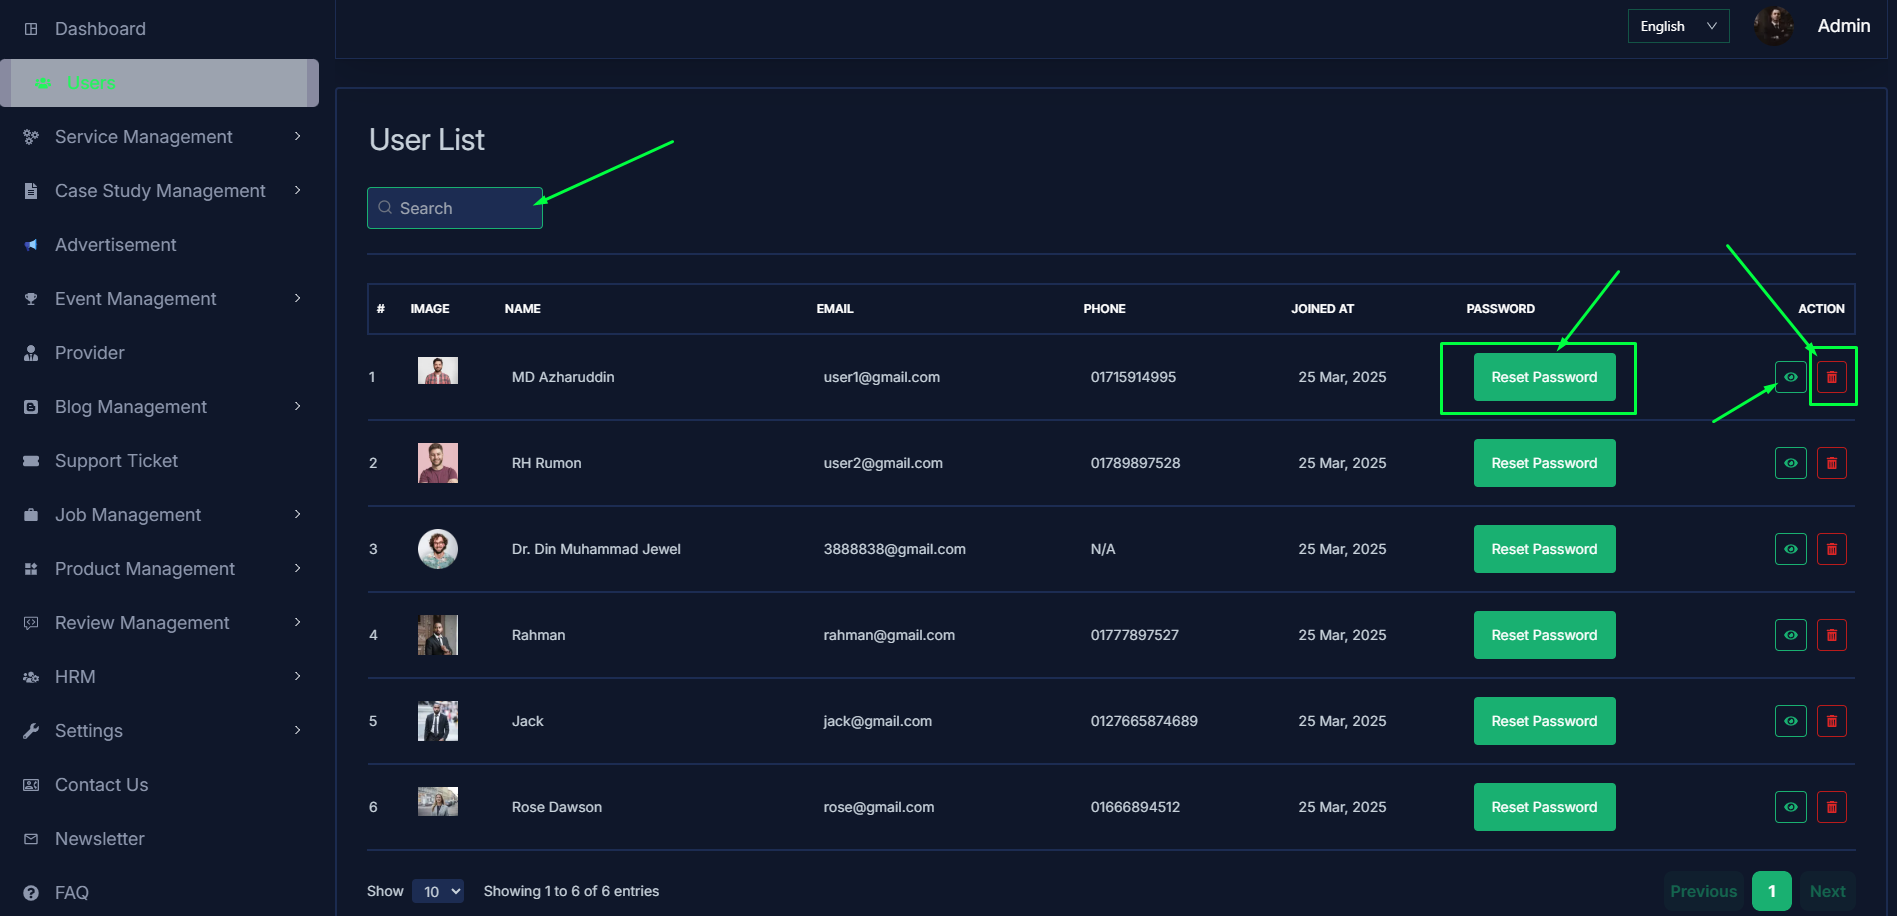 Dashboard
Users
Service Management
Case Study Management
Advertisement
Event Management
Provider
Blog Management
Support Ticket
Job Management
Product Management
Review Management
HRM
Settings
Contact Us
Newsletter
FAQ
English
Admin
User List
Search
# IMAGE NAME EMAIL PHONE JOINED AT PASSWORD ACTION
1 MD Azharuddin user1@gmail.com 01715914995 25 Mar, 2025 Reset Password
2 RH Rumon user2@gmail.com 01789897528 25 Mar, 2025 Reset Password
3 Dr. Din Muhammad Jewel 3888838@gmail.com N/A 25 Mar, 2025 Reset Password
4 Rahman rahman@gmail.com 01777897527 25 Mar, 2025 Reset Password
5 Jack jack@gmail.com 0127665874689 25 Mar, 2025 Reset Password
6 Rose Dawson rose@gmail.com 01666894512 25 Mar, 2025 Reset Password
Show 10 Showing 1 to 6 of 6 entries Previous 1 Next